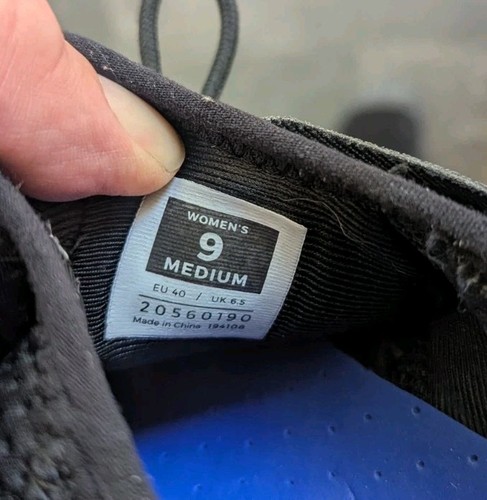 WOMEN'S
9
MEDIUM
EU 40 / UK 6.5
20560190
Made in China 194108